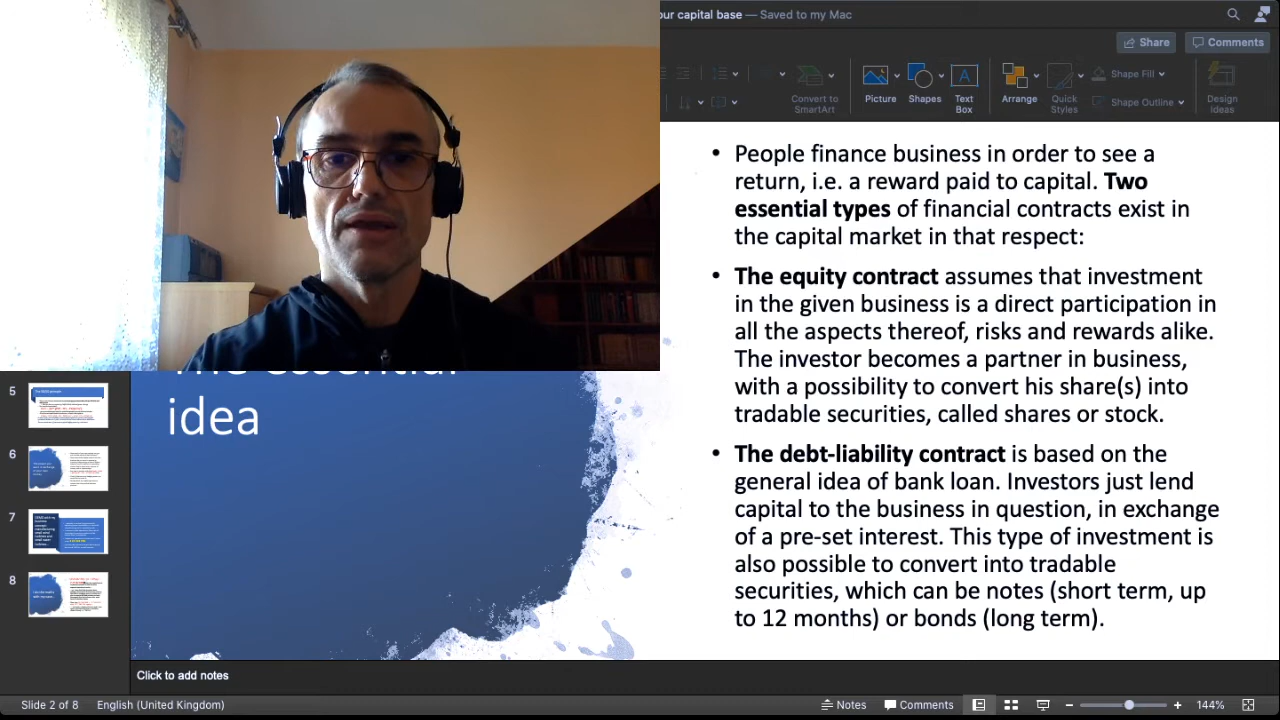 our capital base — Saved to my Mac
Share
Comments
Convert to
SmartArt
Picture
Shapes
Text
Box
Arrange
Quick
Styles
Shape Fill
Shape Outline
Design
Ideas
• People finance business in order to see a
return, i.e. a reward paid to capital. Two
essential types of financial contracts exist in
the capital market in that respect:
• The equity contract assumes that investment
in the given business is a direct participation in
all the aspects thereof, risks and rewards alike.
The investor becomes a partner in business,
with a possibility to convert his share(s) into
tradable securities, called shares or stock.
• The debt-liability contract is based on the
general idea of bank loan. Investors just lend
capital to the business in question, in exchange
of a pre-set interest. This type of investment is
also possible to convert into tradable
securities, which can be notes (short term, up
to 12 months) or bonds (long term).
The essential
idea
5
6
7
8
Click to add notes
Slide 2 of 8
English (United Kingdom)
Notes
Comments
144%